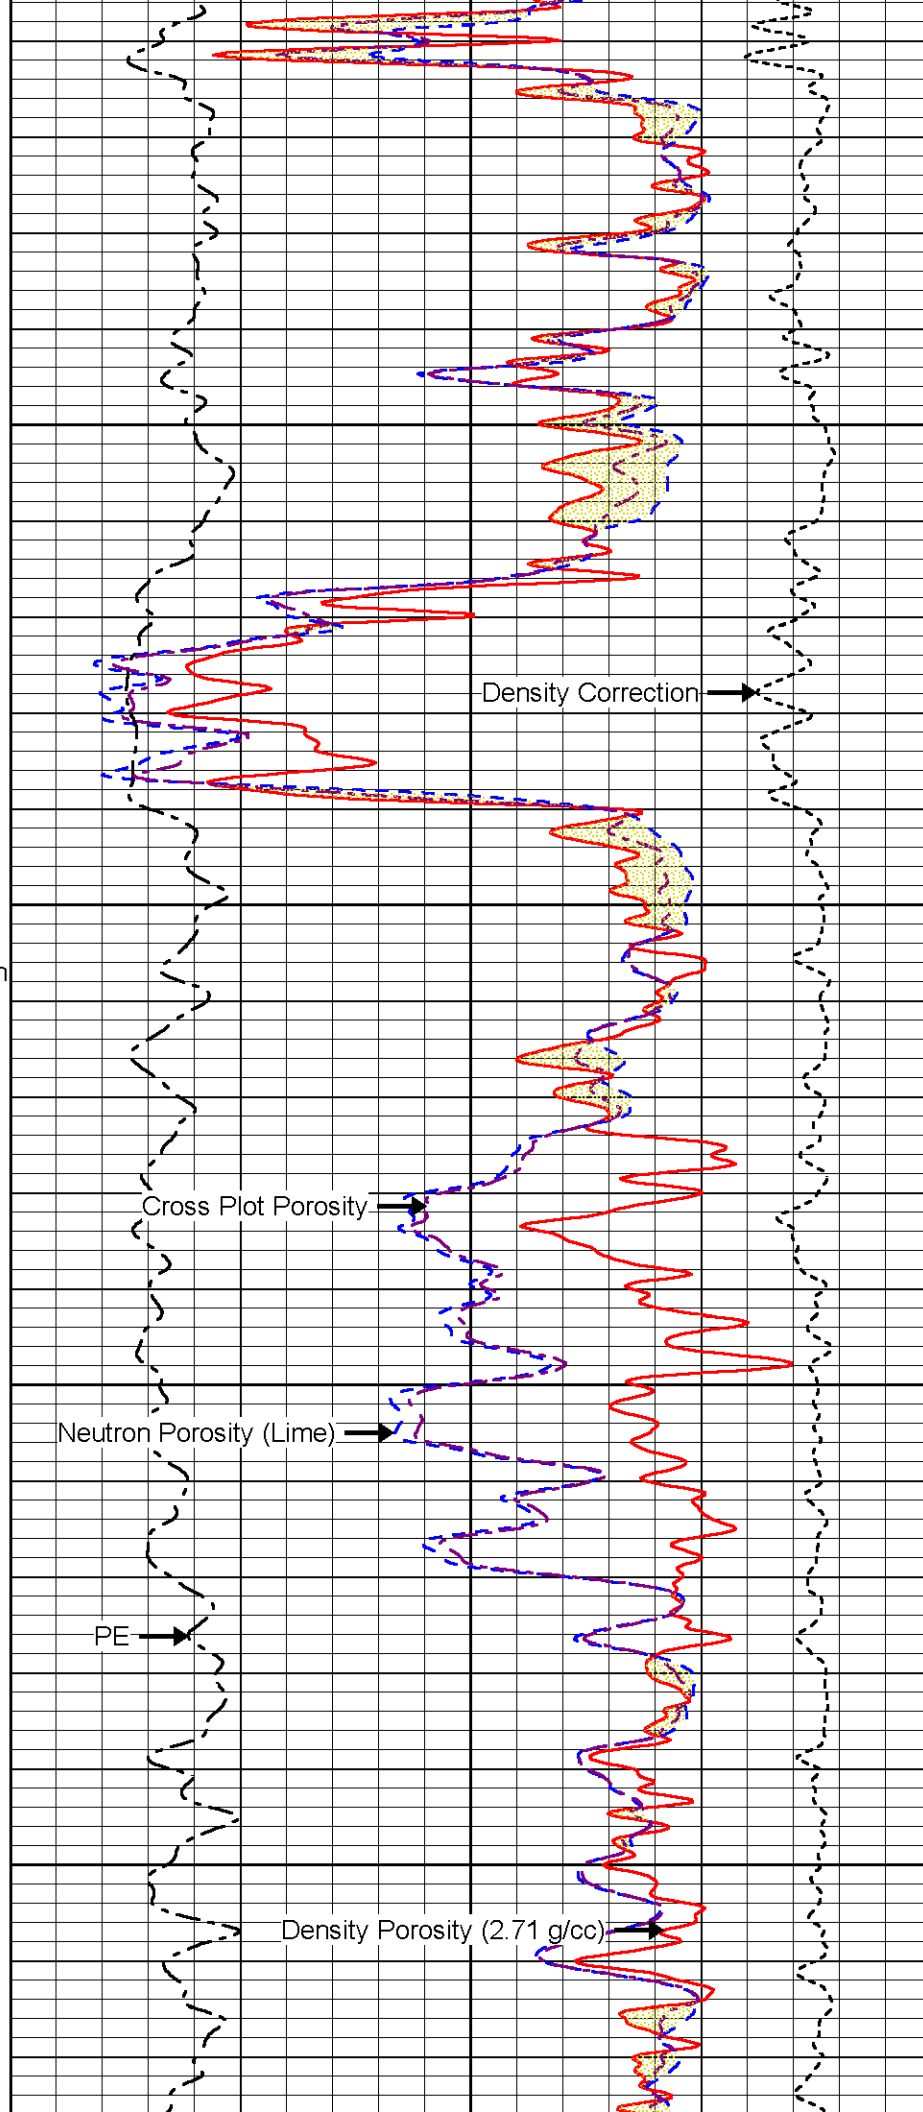 Density Correction
n
Cross Plot Porosity
Neutron Porosity (Lime)
PE
Density Porosity (2.71 g/cc)